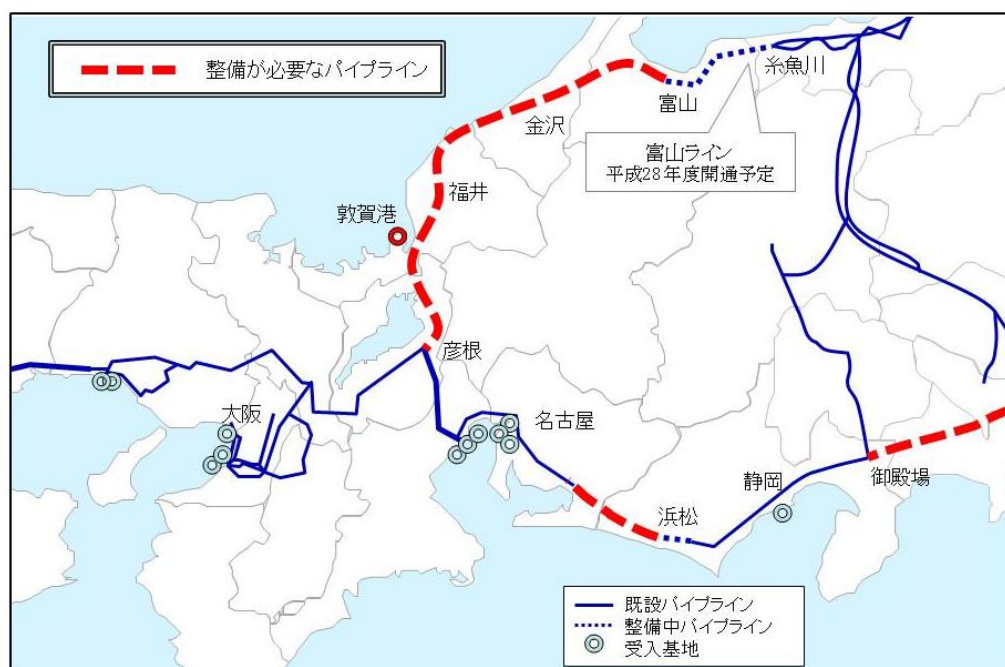 整備が必要なパイプライン
糸魚川
富山
金沢
富山ライン
平成28年度開通予定
福井
敦賀港
彦根
大阪
名古屋
静岡
御殿場
浜松
既設パイプライン
整備中パイプライン
受入基地